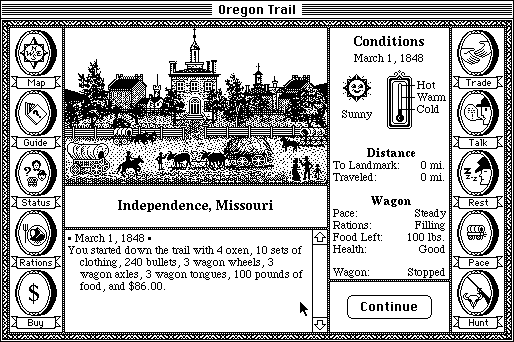 Oregon Trail
Map
Guide
Status
Rations
$
Buy
Independence, Missouri
• March 1, 1848 •
You started down the trail with 4 oxen, 10 sets of
clothing, 240 bullets, 3 wagon wheels, 3
wagon axles, 3 wagon tongues, 100 pounds of
food, and $86.00.
Conditions
March 1, 1848
Sunny
Hot
Warm
Cold
Distance
To Landmark: 0 mi.
Traveled: 0 mi.
Wagon
Pace: Steady
Rations: Filling
Food Left: 100 lbs.
Health: Good
Wagon: Stopped
Continue
Trade
Talk
Rest
Pace
Hunt